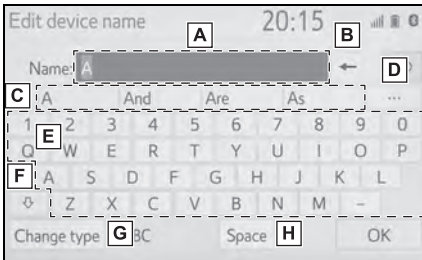 Edit device name 20:15
A B
Name: A
D
C A And Are As ...
1 2 3 4 5 6 7 8 9 0
E
Q W E R T Y U I O P
F A S D F G H J K L
Z X C V B N M -
Change type G BC Space H OK